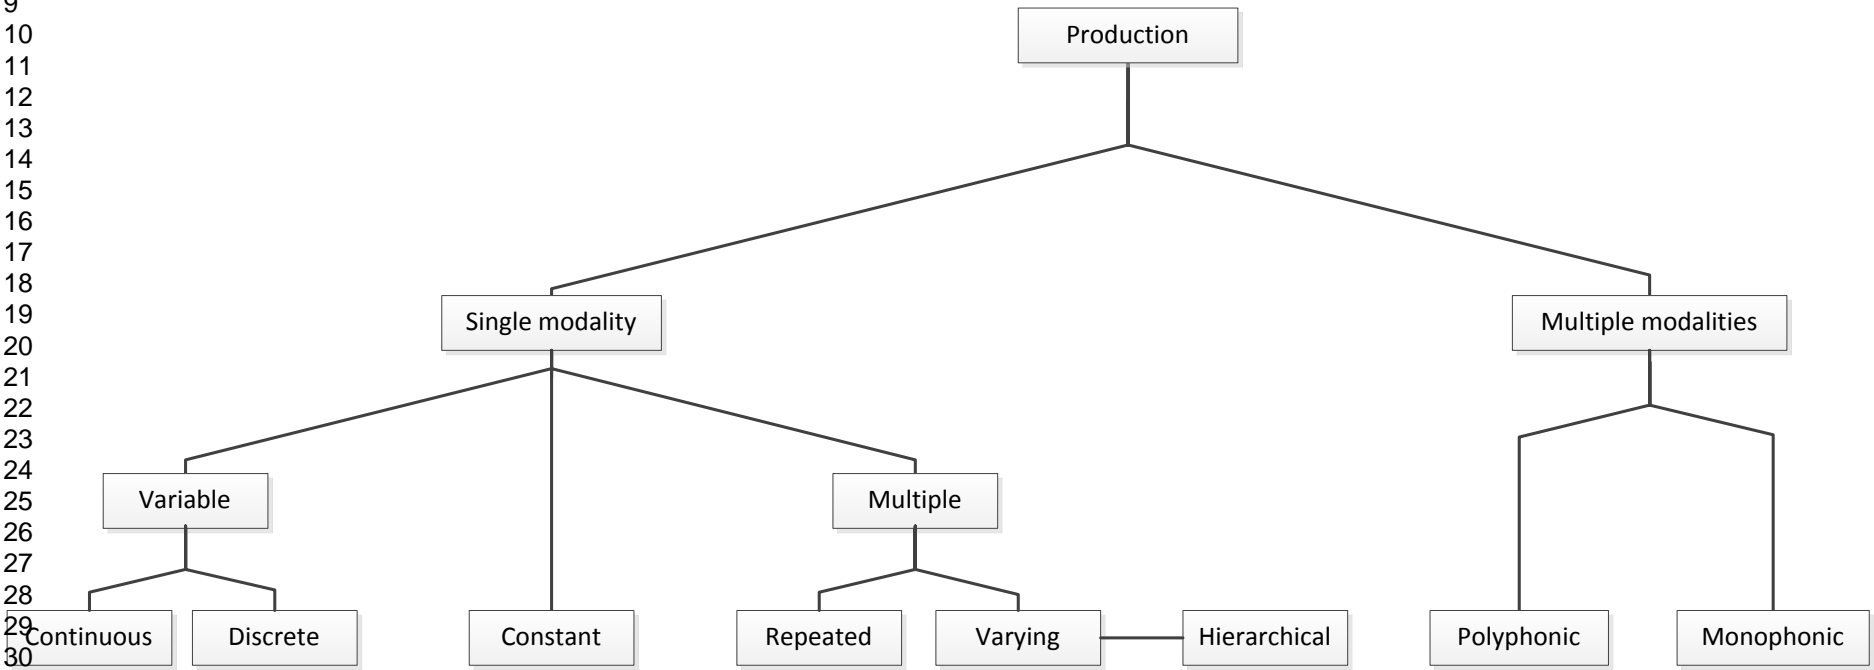 9
10
Production
11
12
13
14
15
16
17
18
19
Single modality
Multiple modalities
20
21
22
23
24
25
Variable
Multiple
26
27
28
29
Continuous
Discrete
Constant
Repeated
Varying
Hierarchical
Polyphonic
Monophonic
30